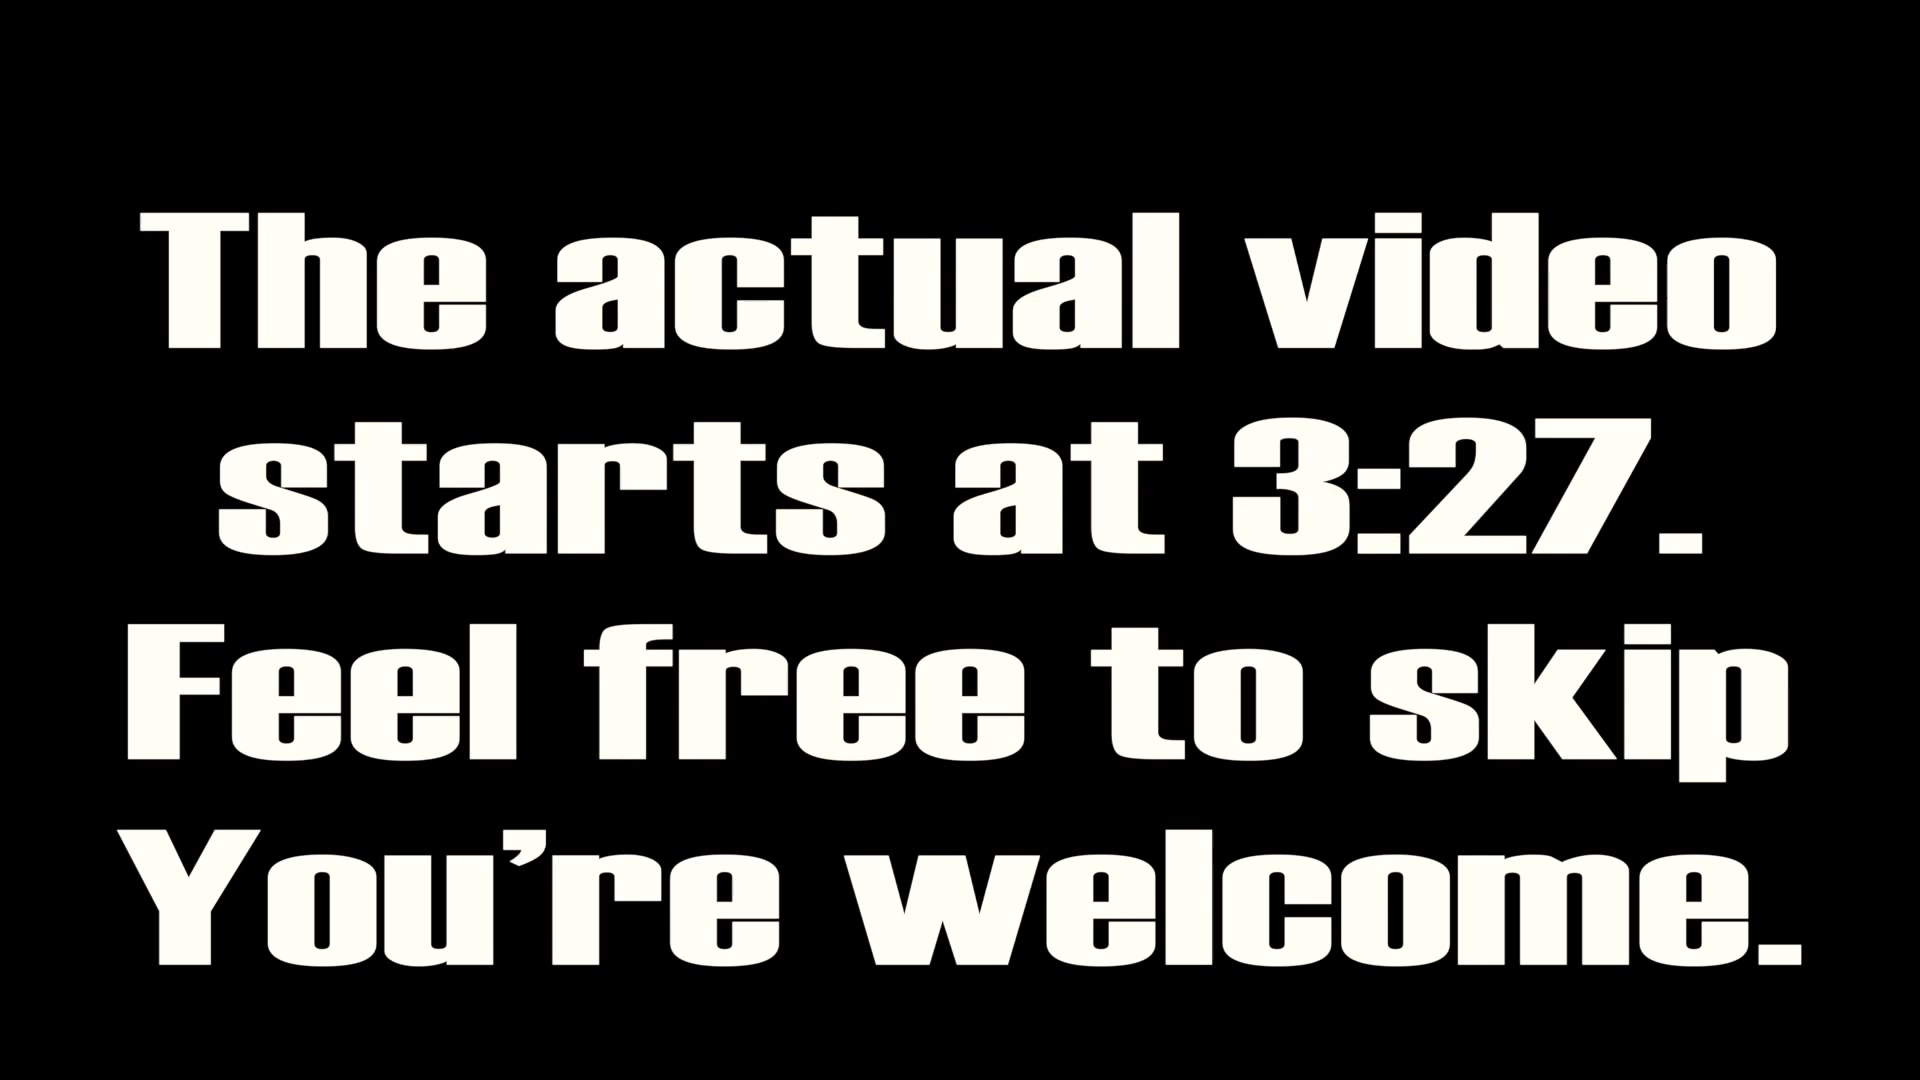 The actual video
starts at 3:27.
Feel free to skip
You’re welcome.